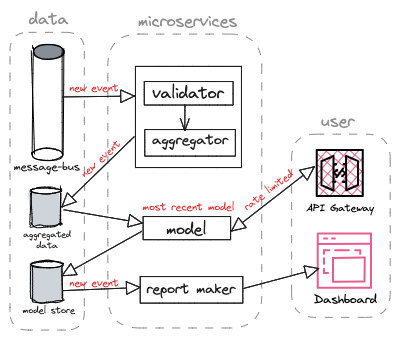 data
microservices
new event
validator
aggregator
message-bus
new event
user
aggregated
data
most recent model
model
rate limited
API Gateway
model store
new event
report maker
Dashboard